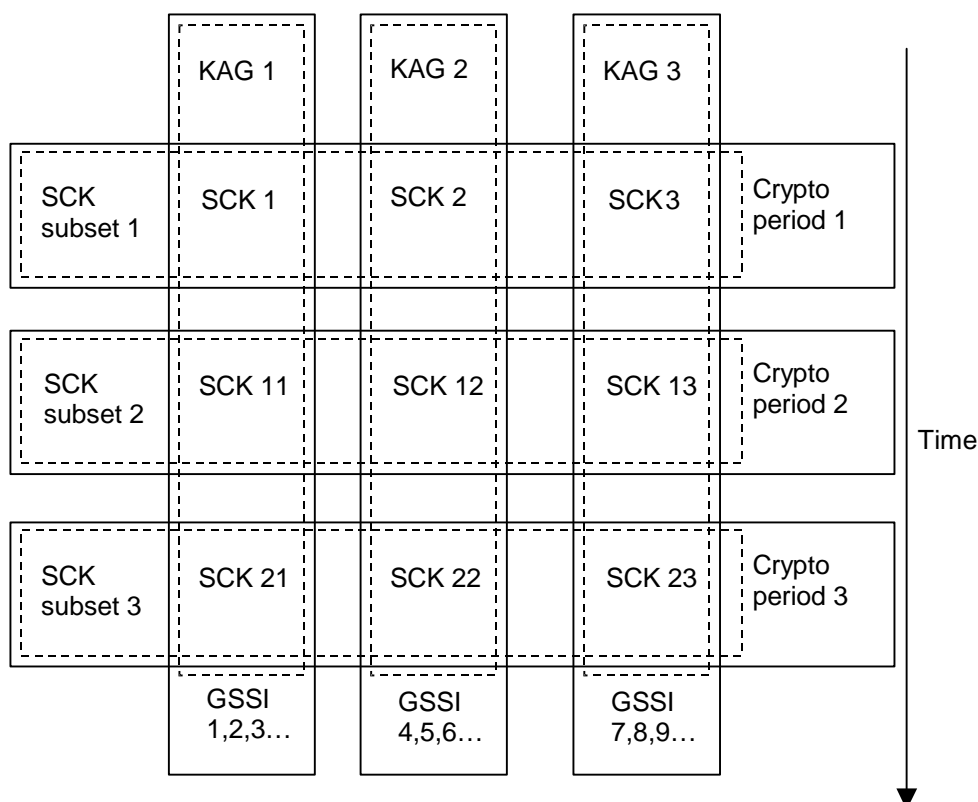 KAG 1
KAG 2
KAG 3
SCK
subset 1
SCK 1
SCK 2
SCK3
Crypto
period 1
SCK
subset 2
SCK 11
SCK 12
SCK 13
Crypto
period 2
Time
SCK
subset 3
SCK 21
SCK 22
SCK 23
Crypto
period 3
GSSI
1,2,3…
GSSI
4,5,6…
GSSI
7,8,9…